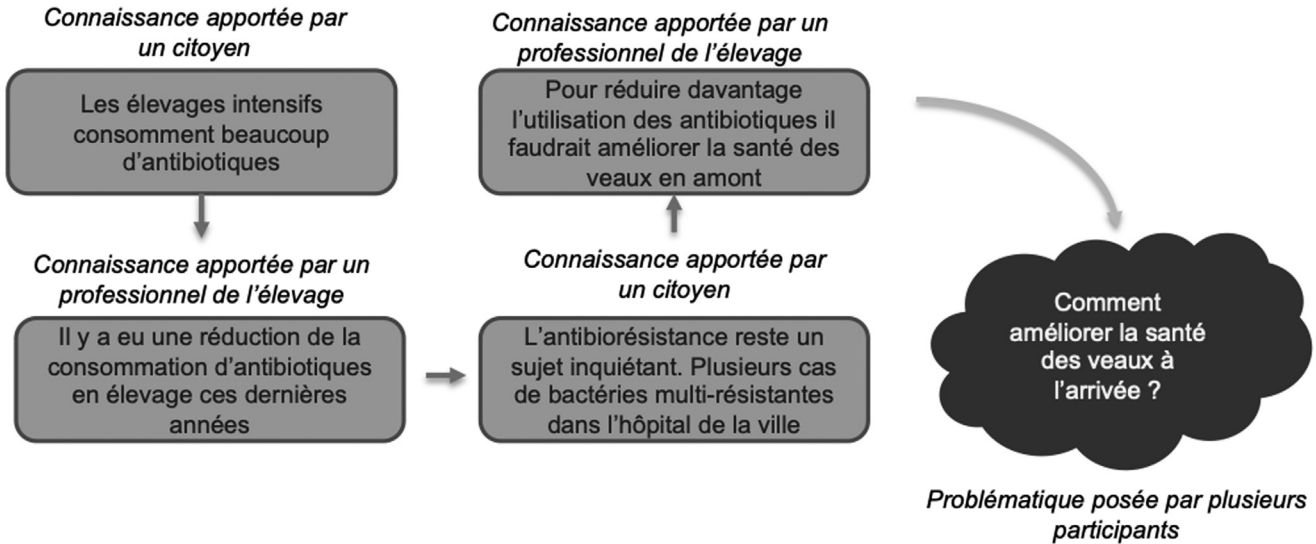 Connaissance apportée par
un citoyen
Les élevages intensifs
consomment beaucoup
d'antibiotiques
Connaissance apportée par un
professionnel de l'élevage
Il y a eu une réduction de la
consommation d'antibiotiques
en élevage ces dernières
années
Connaissance apportée par
un citoyen
L'antibiorésistance reste un
sujet inquiétant. Plusieurs cas
de bactéries multi-résistantes
dans l'hôpital de la ville
Connaissance apportée par un
professionnel de l'élevage
Pour réduire davantage
l'utilisation des antibiotiques il
faudrait améliorer la santé des
veaux en amont
Comment
améliorer la santé
des veaux à
l'arrivée ?
Problématique posée par plusieurs
participants